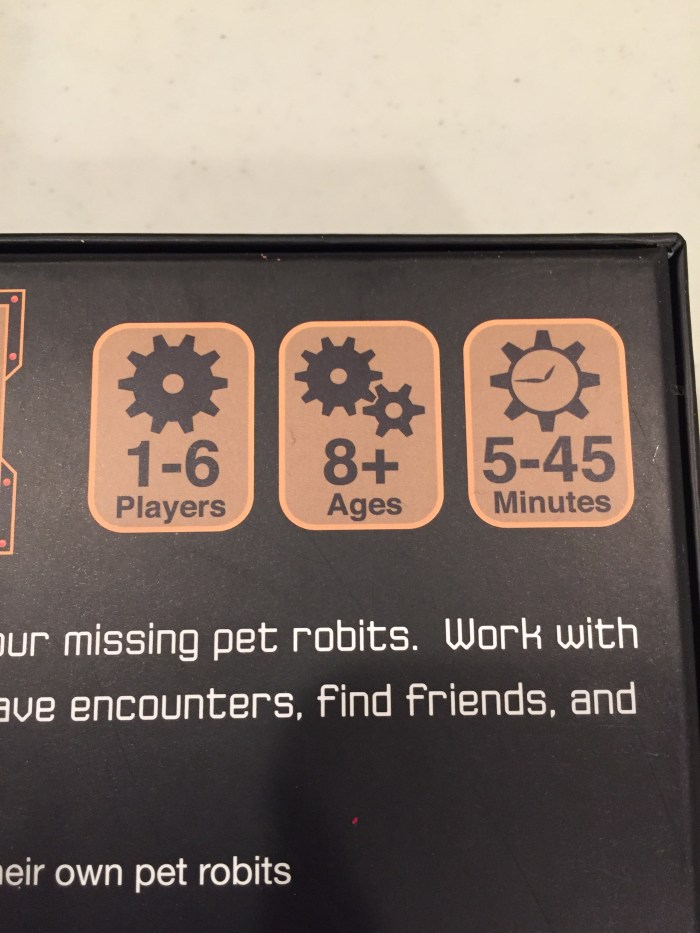 1-6
Players
8+
Ages
5-45
Minutes
our missing pet robits. Work with
ave encounters, find friends, and
heir own pet robits